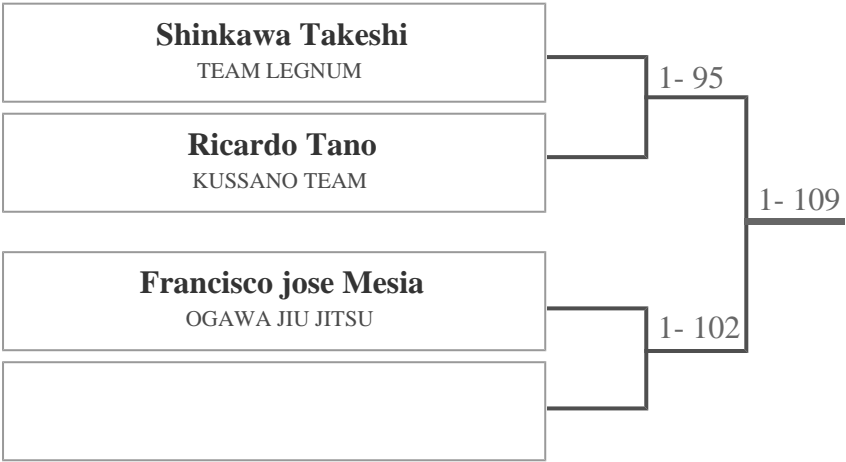 Shinkawa Takeshi
TEAM LEGNUM
1- 95
Ricardo Tano
KUSSANO TEAM
1- 109
Francisco jose Mesia
OGAWA JIU JITSU
1- 102